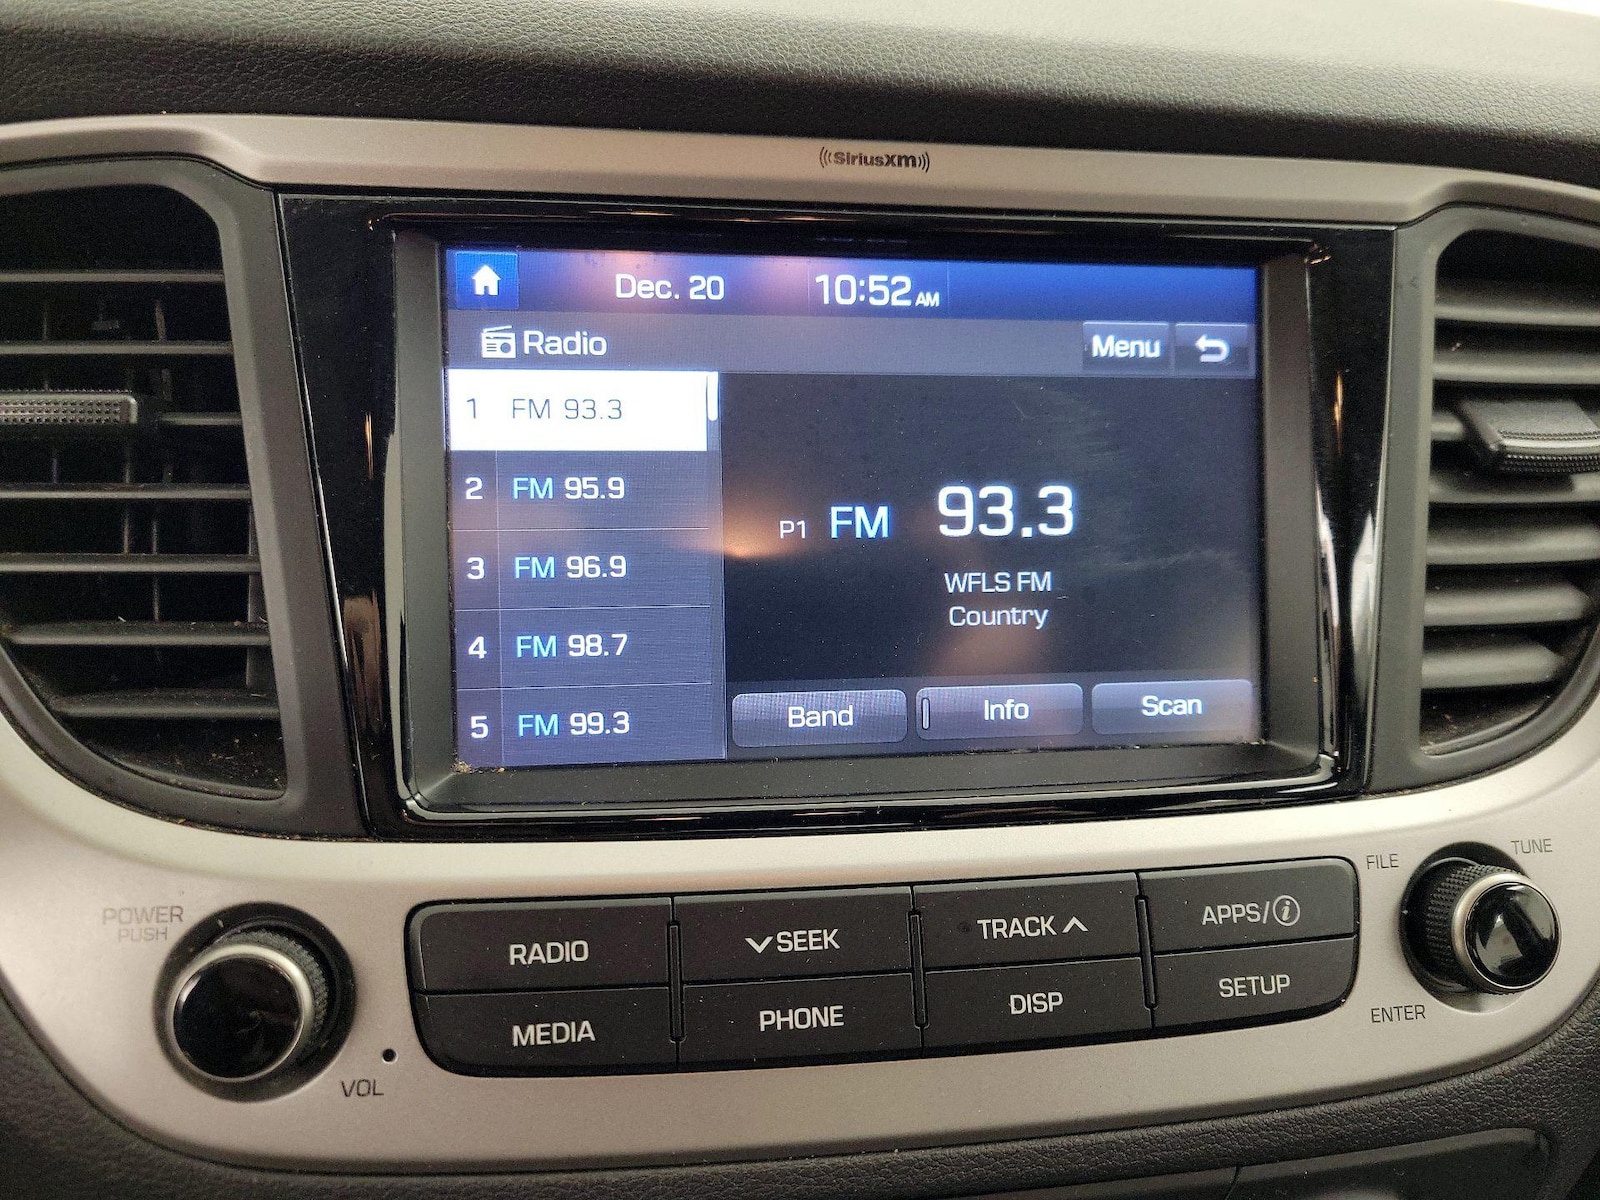 SiriusXM
Dec. 20 10:52 AM
Radio Menu
1 FM 93.3
2 FM 95.9
3 FM 96.9
4 FM 98.7
5 FM 99.3
P1 FM 93.3
WFLS FM
Country
Band Info Scan
POWER
PUSH
VOL
RADIO SEEK TRACK APPS/i
MEDIA PHONE DISP SETUP
FILE TUNE
ENTER